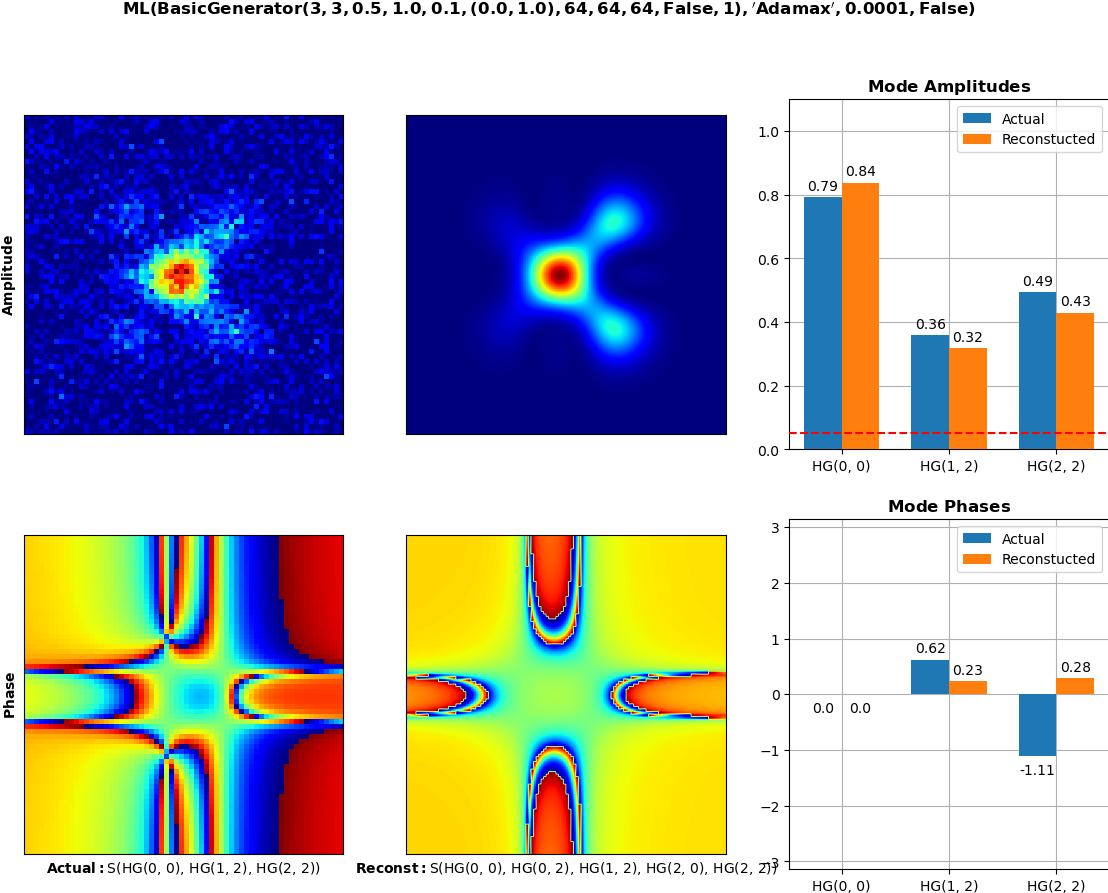 ML(BasicGenerator(3, 3, 0.5, 1.0, 0.1, (0.0, 1.0), 64, 64, 64, False, 1), 'Adamax', 0.0001, False)
Mode Amplitudes
Amplitude
1.0
0.8
0.6
0.4
0.2
0.0
Actual
Reconstucted
0.79
0.84
0.36
0.32
0.49
0.43
HG(0, 0)
HG(1, 2)
HG(2, 2)
Mode Phases
Phase
3
2
1
0
−1
−2
−3
Actual
Reconstucted
0.0
0.0
0.62
0.23
-1.11
0.28
HG(0, 0)
HG(1, 2)
HG(2, 2)
Actual: S(HG(0, 0), HG(1, 2), HG(2, 2))
Reconst: S(HG(0, 0), HG(0, 2), HG(1, 2), HG(2, 0), HG(2, 2))